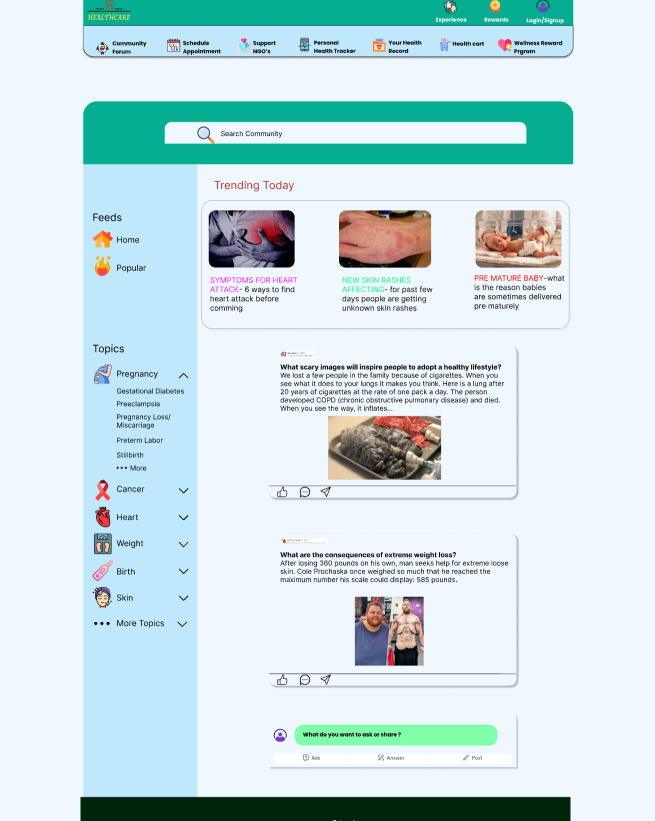 HEALTHCARE
Experience
Rewards
Login/Signup
Community
Forum
Schedule
Appointment
Support
NGO's
Personal
Health Tracker
Your Health
Record
Health cart
Wellness Reward
Prgram
Search Community
Trending Today
Feeds
Home
Popular
SYMPTOMS FOR HEART
ATTACK- 6 ways to find
heart attack before
comming
NEW SKIN RASHES
AFFECTING- for past few
days people are getting
unknown skin rashes
PRE MATURE BABY-what
is the reason babies
are sometimes delivered
pre maturely
Topics
Pregnancy
Gestational Diabetes
Preeclampsia
Pregnancy Loss/
Miscarriage
Preterm Labor
Stillbirth
••• More
Cancer
Heart
Weight
Birth
Skin
••• More Topics
What scary images will inspire people to adopt a healthy lifestyle?
We lost a few people in the family because of cigarettes. When you
see what it does to your lungs it makes you think. Here is a lung after
20 years of cigarettes at the rate of one pack a day. The person
developed COPD (chronic obstructive pulmonary disease) and died.
When you see the way, it inflates...
What are the consequences of extreme weight loss?
After losing 360 pounds on his own, man seeks help for extreme loose
skin. Cole Prochaska once weighed so much that he reached the
maximum number his scale could display: 585 pounds.
What do you want to ask or share ?
Ask
Answer
Post